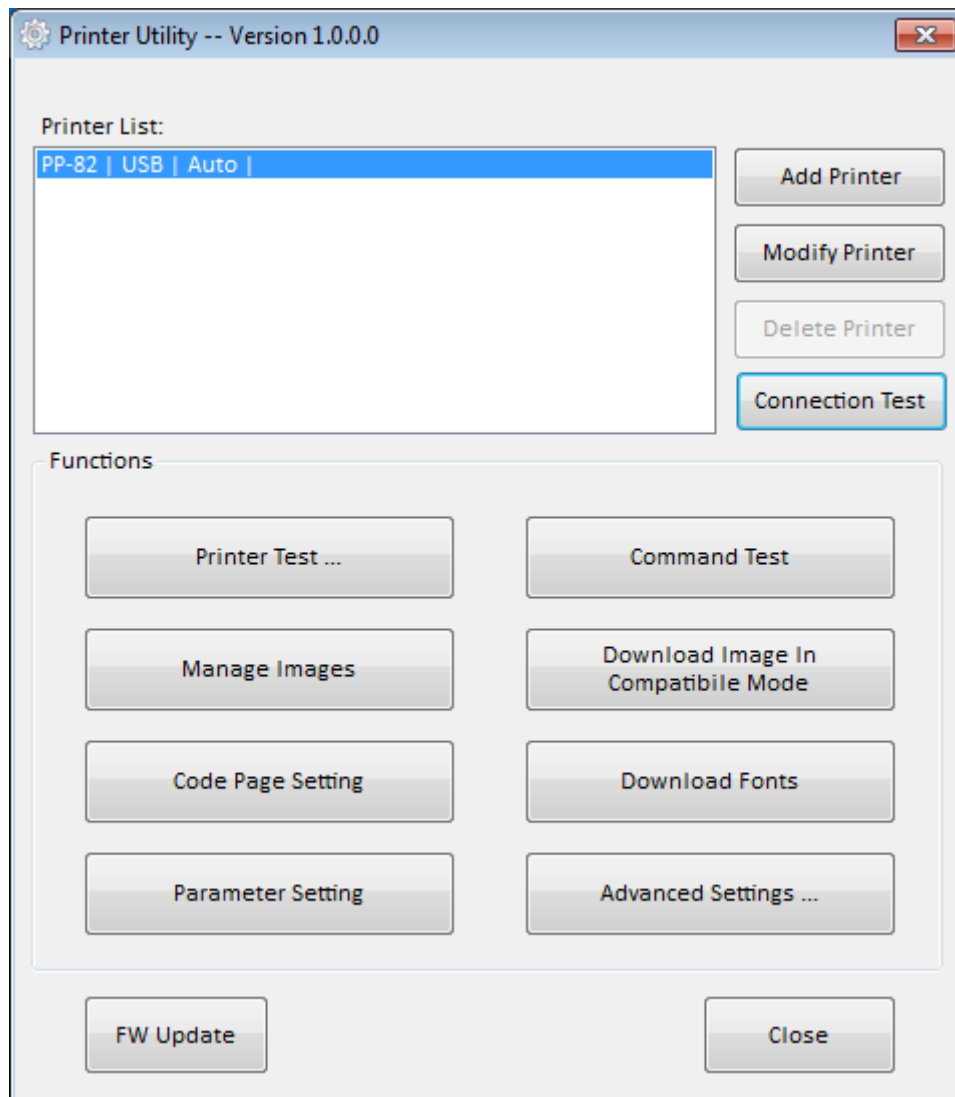 Printer Utility -- Version 1.0.0.0
Printer List:
PP-82 | USB | Auto |
Add Printer
Modify Printer
Delete Printer
Connection Test
Functions
Printer Test ...
Command Test
Manage Images
Download Image In
Compatibile Mode
Code Page Setting
Download Fonts
Parameter Setting
Advanced Settings ...
FW Update
Close